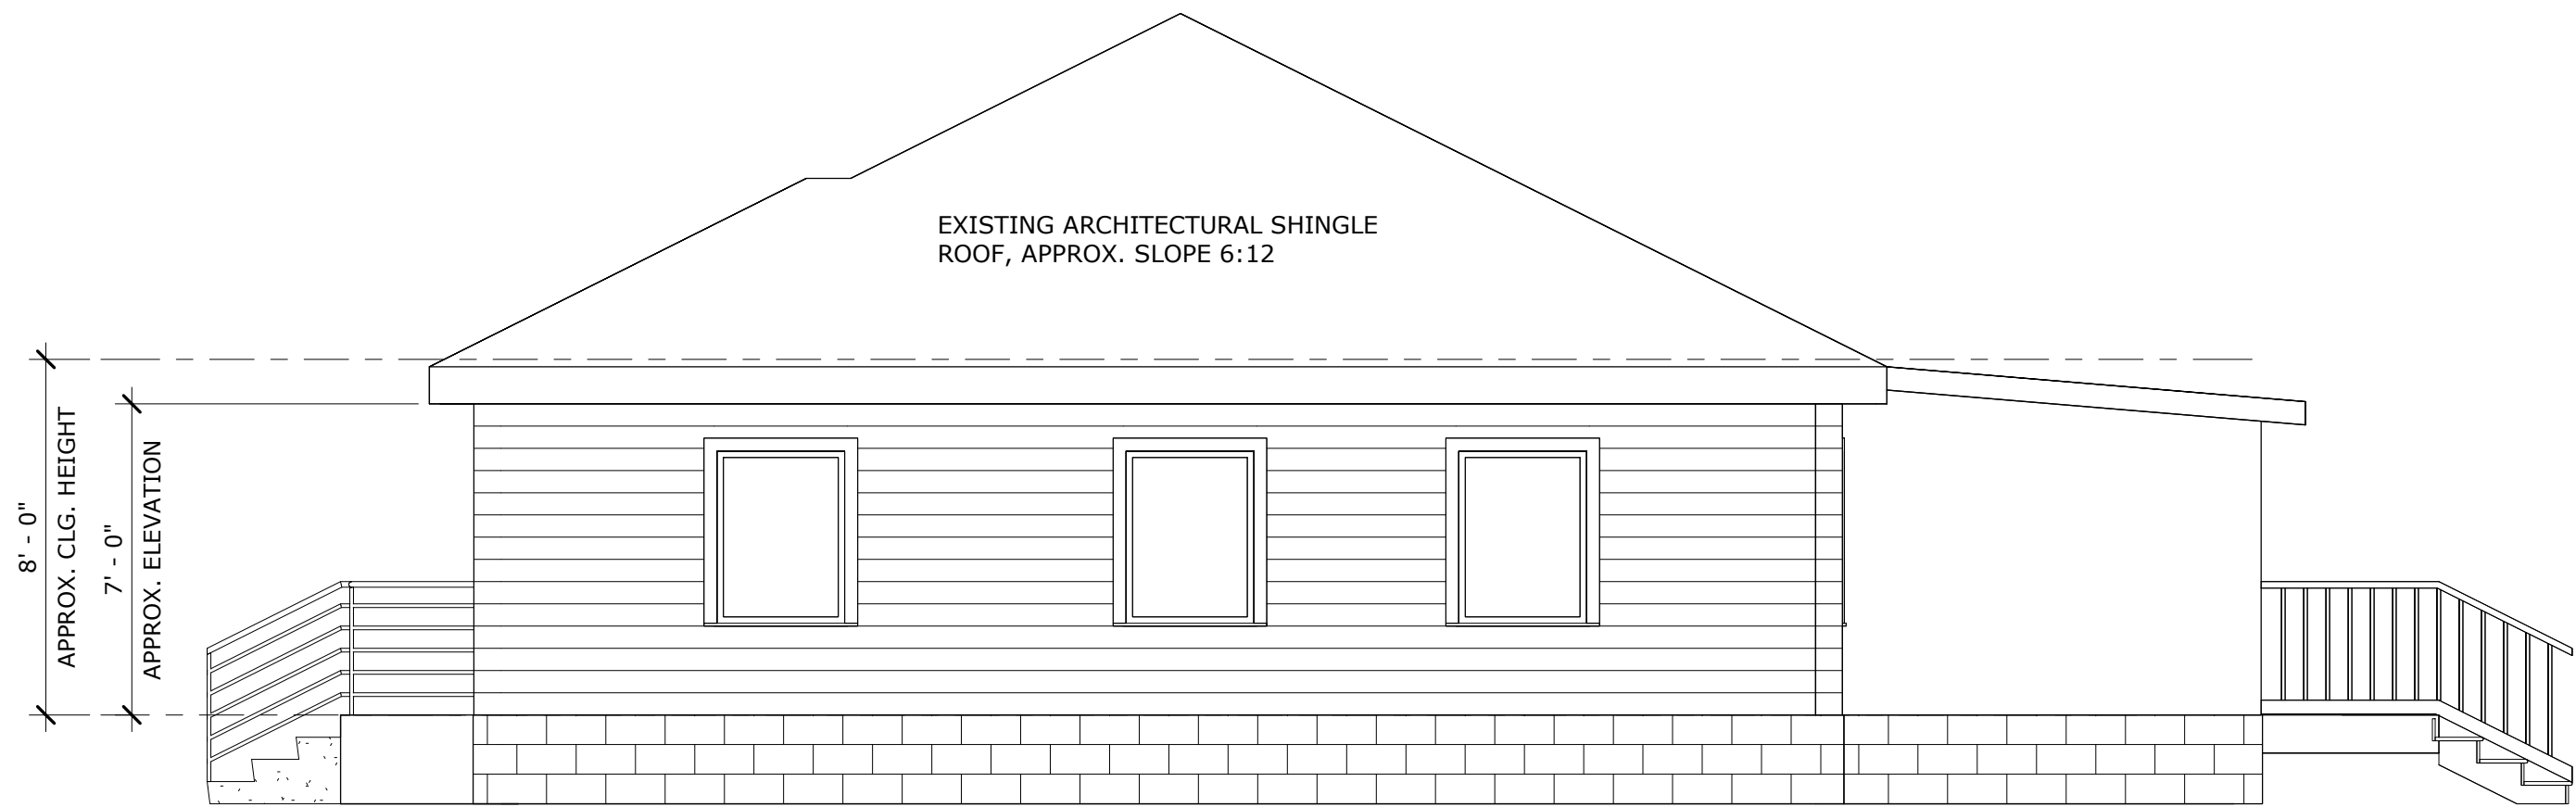 EXISTING ARCHITECTURAL SHINGLE
ROOF, APPROX. SLOPE 6:12
8' - 0"
APPROX. CLG. HEIGHT
7' - 0"
APPROX. ELEVATION